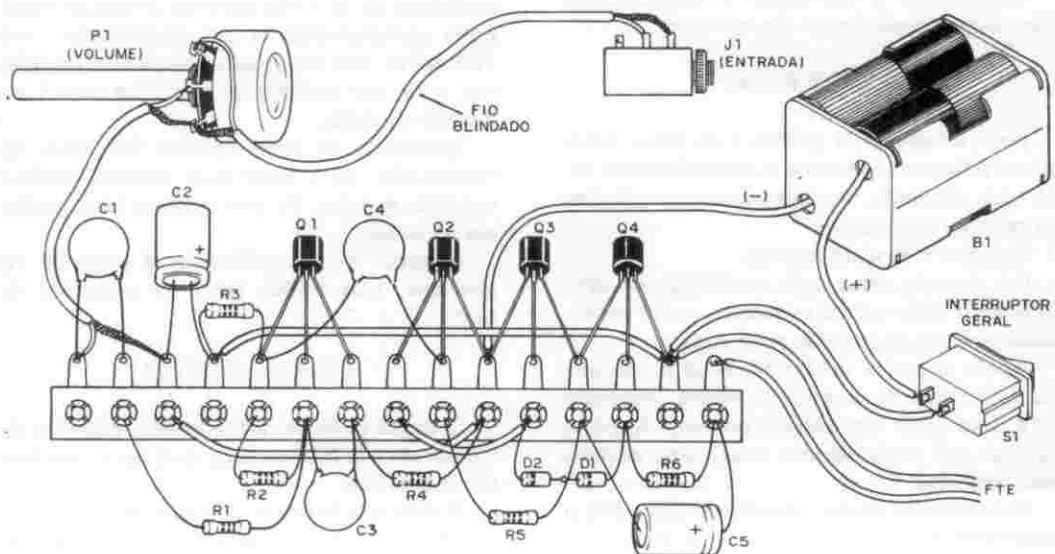 P1
(VOLUME)
J1
(ENTRADA)
FIO
BLINDADO
C1
C2
+
Q1
C4
Q2
Q3
Q4
(-)
B1
(+)
R3
INTERRUPTOR
GERAL
S1
R2
R4
D2
D1
R6
FTE
R1
C3
R5
+
C5